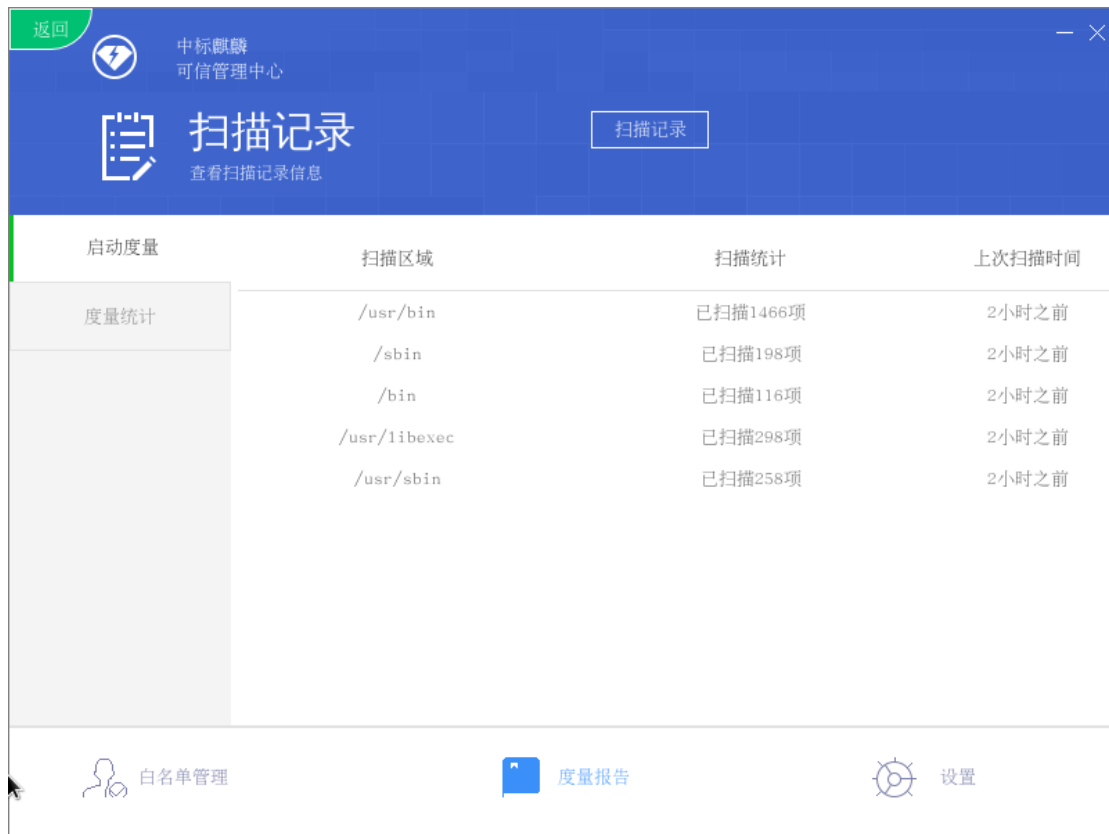 返回
中标麒麟
可信管理中心
扫描记录
查看扫描记录信息
扫描记录
启动度量
度量统计
扫描区域 扫描统计 上次扫描时间
/usr/bin 已扫描1466项 2小时之前
/sbin 已扫描198项 2小时之前
/bin 已扫描116项 2小时之前
/usr/libexec 已扫描298项 2小时之前
/usr/sbin 已扫描258项 2小时之前
白名单管理 度量报告 设置